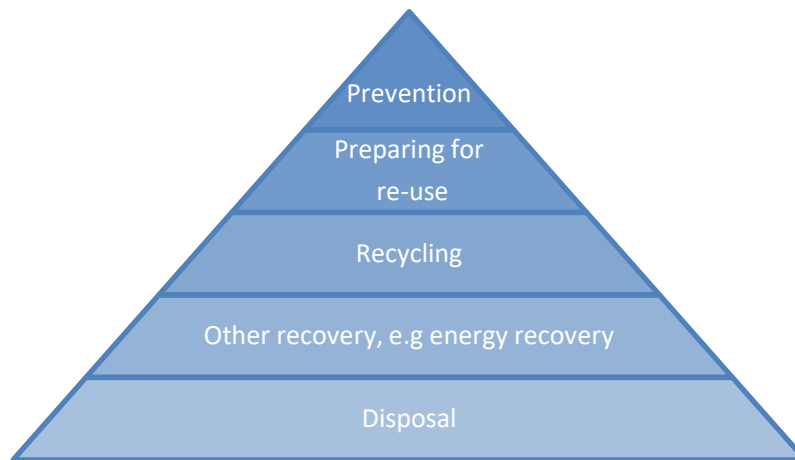 Prevention
Preparing for
re-use
Recycling
Other recovery, e.g energy recovery
Disposal